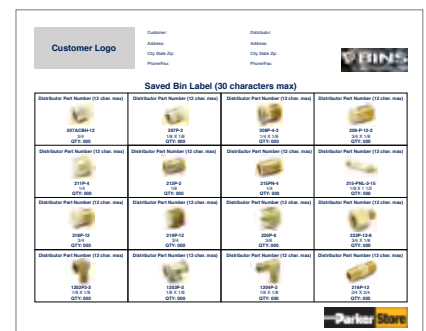 Customer Logo
Customer:
Address:
City State Zip
Phone/Fax:
Distributor:
Address:
City State Zip:
Phone/Fax:
BINS
Saved Bin Label (30 characters max)
Distributor Part Number (12 char. max)
207ACBH-12
3/4
QTY: 000
Distributor Part Number (12 char. max)
207P-2
1/8 X 1/8
QTY: 000
Distributor Part Number (12 char. max)
208P-4-2
1/4 X 1/8
QTY: 000
Distributor Part Number (12 char. max)
209-P-12-2
3/4 X 1/8
QTY: 000
Distributor Part Number (12 char. max)
211P-4
1/4
QTY: 000
Distributor Part Number (12 char. max)
213P-2
1/8
QTY: 000
Distributor Part Number (12 char. max)
215PN-4
1/4
QTY: 000
Distributor Part Number (12 char. max)
215-PNL-2-15
1/8 X 1 1/2
QTY: 000
Distributor Part Number (12 char. max)
218P-12
3/4
QTY: 000
Distributor Part Number (12 char. max)
219P-12
3/4
QTY: 000
Distributor Part Number (12 char. max)
220P-6
3/8
QTY: 000
Distributor Part Number (12 char. max)
222P-12-8
QTY: 000
Distributor Part Number (12 char. max)
1202P2-2
1/8 X 1/8
QTY: 000
Distributor Part Number (12 char. max)
1203P-2
1/8 X 1/8
QTY: 000
Distributor Part Number (12 char. max)
1204P-2
1/8 X 1/8
QTY: 000
Distributor Part Number (12 char. max)
216P-12
3/4 X 3/4
QTY: 000
Parker Store